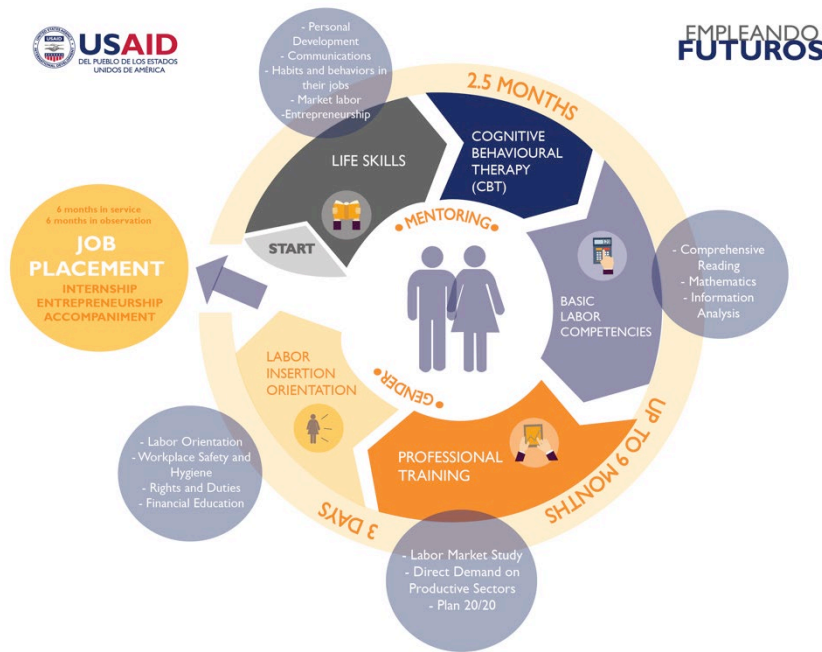 USAID
DEL PUEBLO DE LOS ESTADOS
UNIDOS DE AMÉRICA
EMPLEANDO
FUTUROS
- Personal
Development
- Communications
- Habits and behaviors in
their jobs
- Market labor
-Entrepreneurship
2.5 MONTHS
LIFE SKILLS
COGNITIVE
BEHAVIOURAL
THERAPY
(CBT)
•MENTORING•
START
6 months in service
6 months in observation
JOB
PLACEMENT
INTERNSHIP
ENTREPRENEURSHIP
ACCOMPANIMENT
- Comprehensive
Reading
- Mathematics
- Information
Analysis
BASIC
LABOR
COMPETENCIES
LABOR
INSERTION
ORIENTATION
•GENDER•
UP TO 9 MONTHS
PROFESSIONAL
TRAINING
- Labor Orientation
- Workplace Safety and
Hygiene
- Rights and Duties
- Financial Education
3 DAYS
- Labor Market Study
- Direct Demand on
Productive Sectors
- Plan 20/20